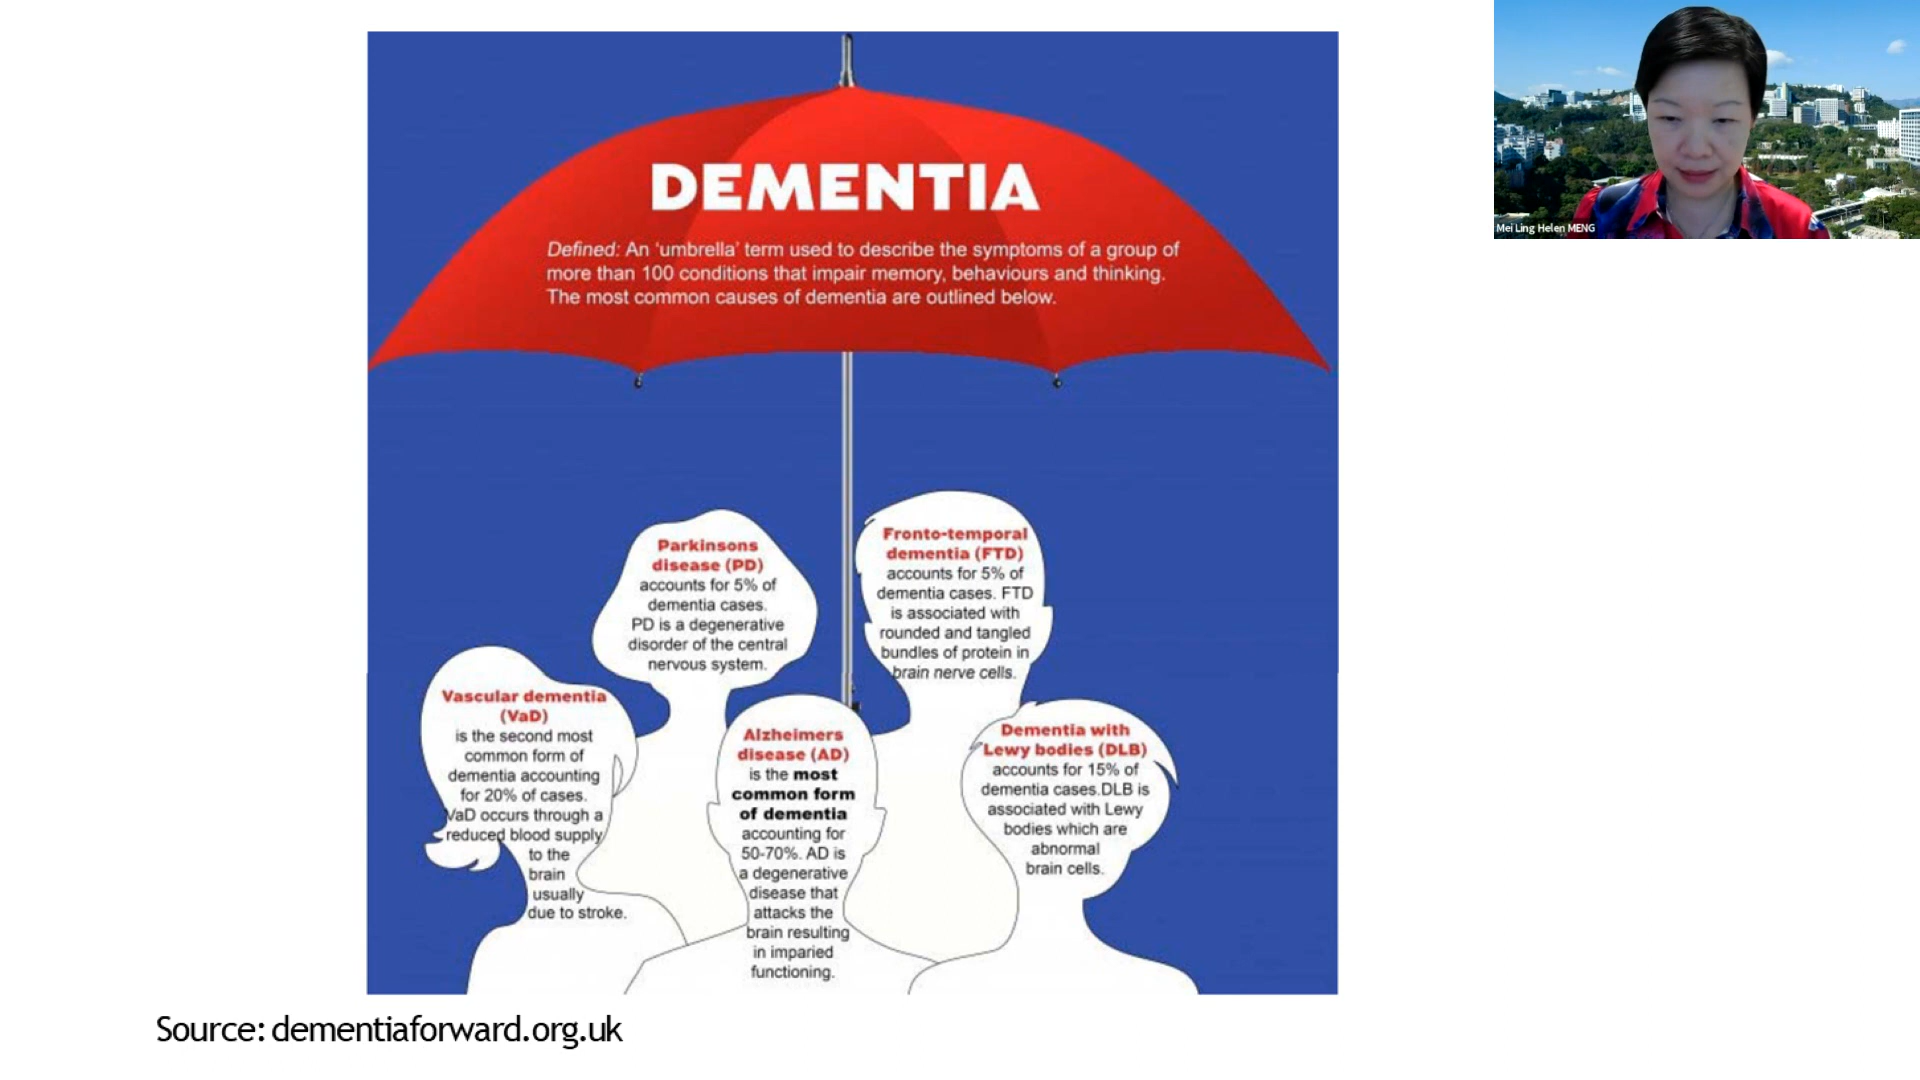 DEMENTIA
Defined: An 'umbrella' term used to describe the symptoms of a group of
more than 100 conditions that impair memory, behaviours and thinking.
The most common causes of dementia are outlined below.
Parkinsons
disease (PD)
accounts for 5% of
dementia cases.
PD is a degenerative
disorder of the central
nervous system.
Fronto-temporal
dementia (FTD)
accounts for 5% of
dementia cases. FTD
is associated with
rounded and tangled
bundles of protein in
brain nerve cells.
Vascular dementia
(VaD)
is the second most
common form of
dementia accounting
for 20% of cases.
VaD occurs through a
reduced blood supply
to the
brain
usually
due to stroke.
Alzheimers
disease (AD)
is the most
common form
of dementia
accounting for
50-70%. AD is
a degenerative
disease that
attacks the
brain resulting
in imparied
functioning.
Dementia with
Lewy bodies (DLB)
accounts for 15% of
dementia cases.DLB is
associated with Lewy
bodies which are
abnormal
brain cells.
Source: dementiaforward.org.uk
Mei Ling Helen MENG